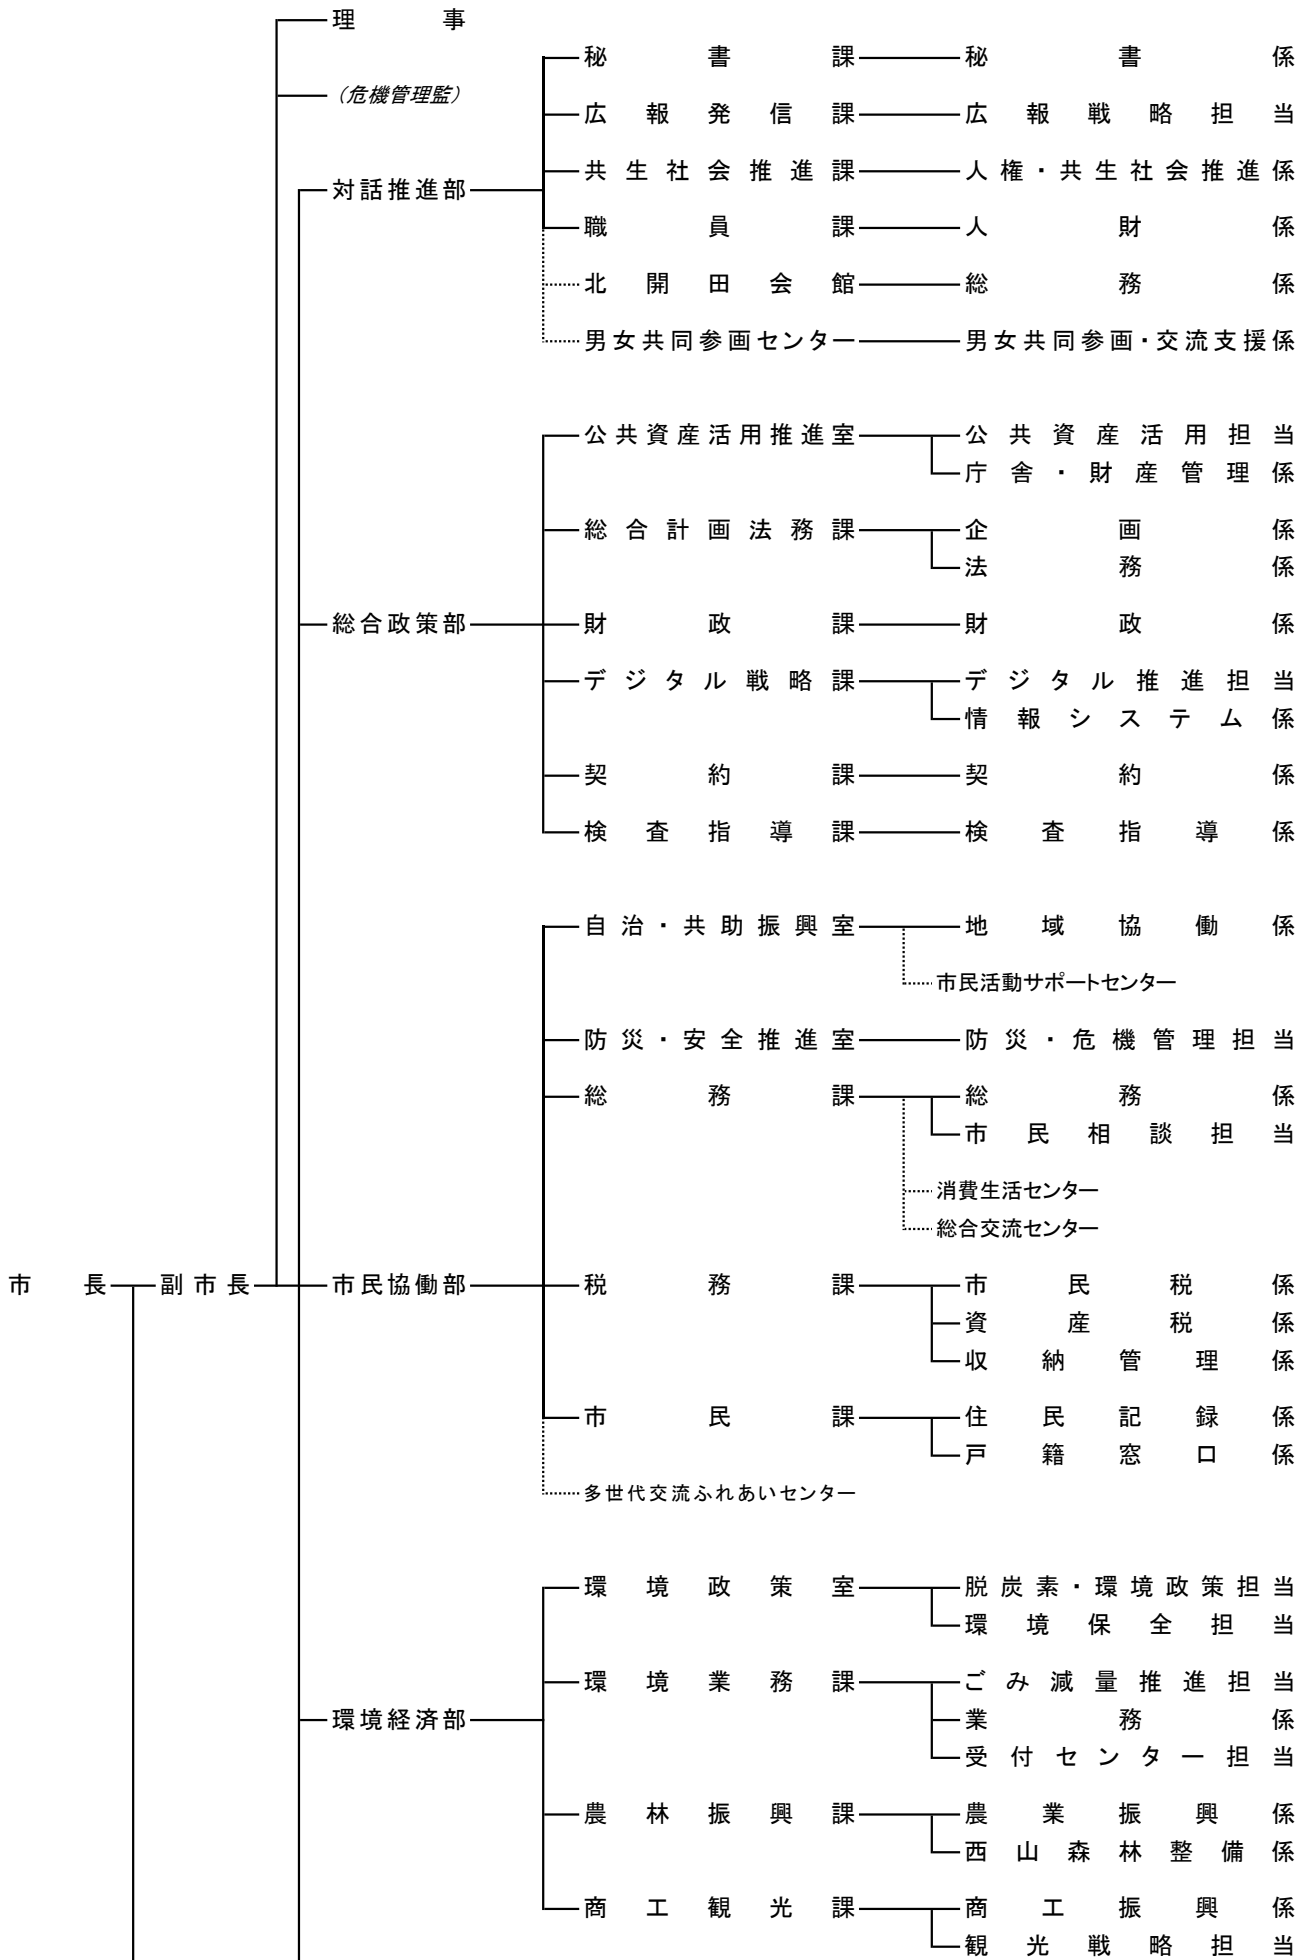 理事
秘書課 秘書係
（危機管理監）
広報発信課 広報戦略担当
共生社会推進課 人権・共生社会推進係
対話推進部
職員課 人財係
北開田会館 総務係
男女共同参画センター 男女共同参画・交流支援係
公共資産活用推進室 公共資産活用担当
庁舎・財産管理係
総合計画法務課 企画係
法務係
総合政策部 財政課 財政係
デジタル戦略課 デジタル推進担当
情報システム係
契約課 契約係
検査指導課 検査指導係
自治・共助振興室 地域協働係
市民活動サポートセンター
防災・安全推進室 防災・危機管理担当
総務課 総務係
市民相談担当
消費生活センター
総合交流センター
市長 副市長 市民協働部 税務課 市民税係
資産税係
収納管理係
市民課 住民記録係
戸籍窓口係
多世代交流ふれあいセンター
環境政策室 脱炭素・環境政策担当
環境保全担当
環境業務課 ごみ減量推進担当
環境経済部 業務係
受付センター担当
農林振興課 農業振興係
西山森林整備係
商工観光課 商工振興係
観光戦略担当